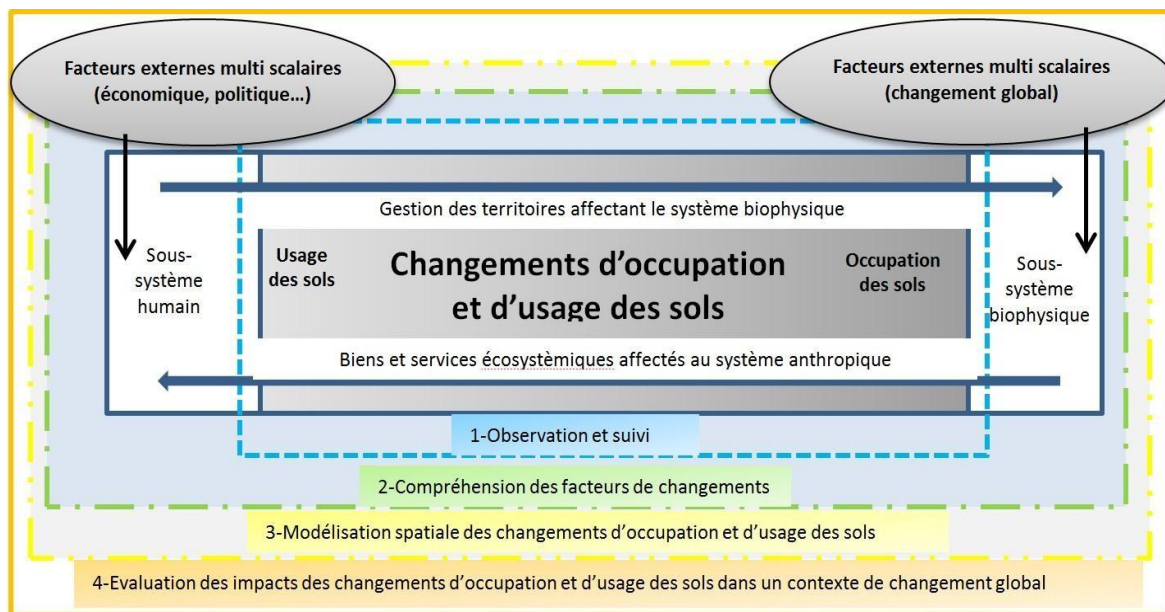 Facteurs externes multi scalaires
(économique, politique...)
Facteurs externes multi scalaires
(changement global)
Gestion des territoires affectant le système biophysique
Sous-
système
humain
Usage
des sols
Changements d’occupation
et d’usage des sols
Occupation
des sols
Sous-
système
biophysique
Biens et services écosystèmiques affectés au système anthropique
1-Observation et suivi
2-Compréhension des facteurs de changements
3-Modélisation spatiale des changements d’occupation et d’usage des sols
4-Evaluation des impacts des changements d’occupation et d’usage des sols dans un contexte de changement global